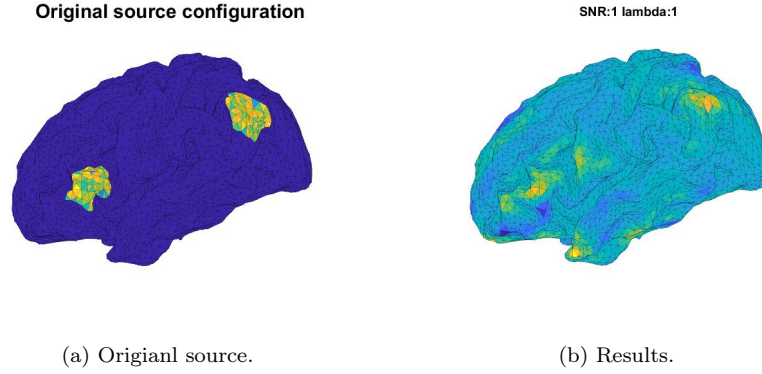 Original source configuration
SNR:1 lambda:1
(a) Origianl source.
(b) Results.